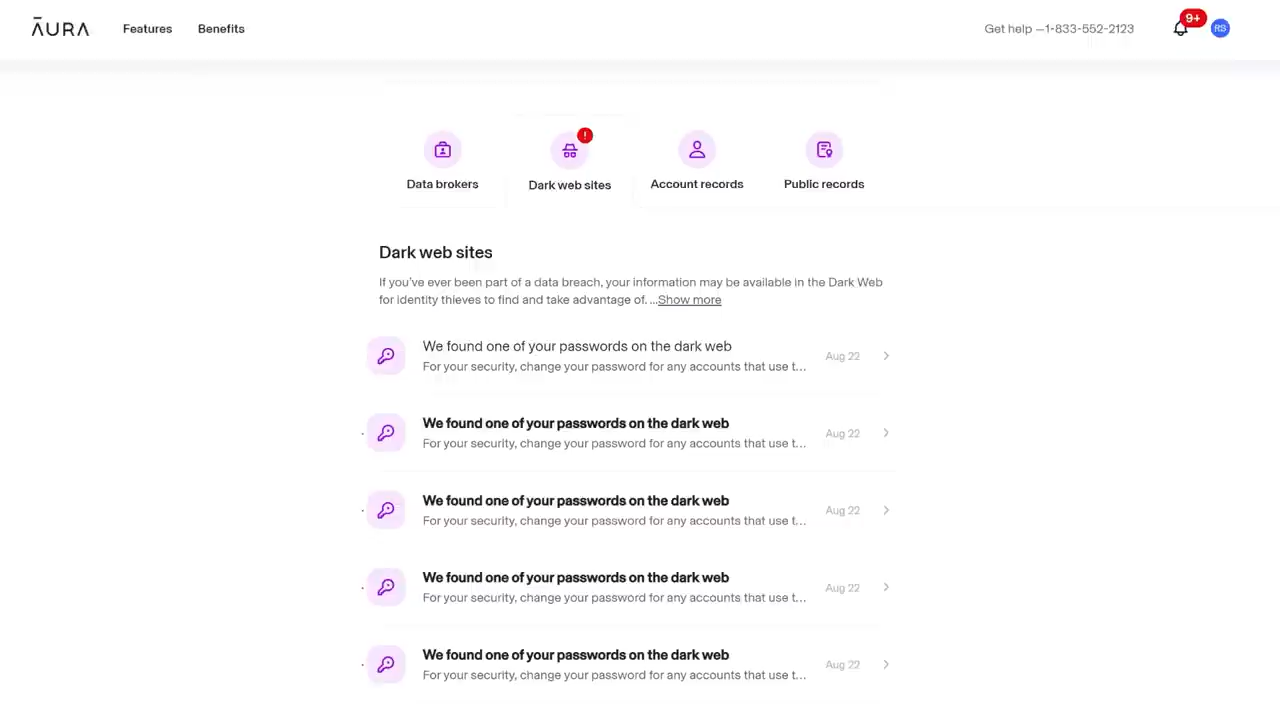 ĀURA
Features
Benefits
Get help —1-833-552-2123
9+
RS
!
Data brokers
Dark web sites
Account records
Public records
Dark web sites
If you've ever been part of a data breach, your information may be available in the Dark Web
for identity thieves to find and take advantage of. ...Show more
We found one of your passwords on the dark web
For your security, change your password for any accounts that use t...
Aug 22
We found one of your passwords on the dark web
For your security, change your password for any accounts that use t...
Aug 22
We found one of your passwords on the dark web
For your security, change your password for any accounts that use t...
Aug 22
We found one of your passwords on the dark web
For your security, change your password for any accounts that use t...
Aug 22
We found one of your passwords on the dark web
For your security, change your password for any accounts that use t...
Aug 22